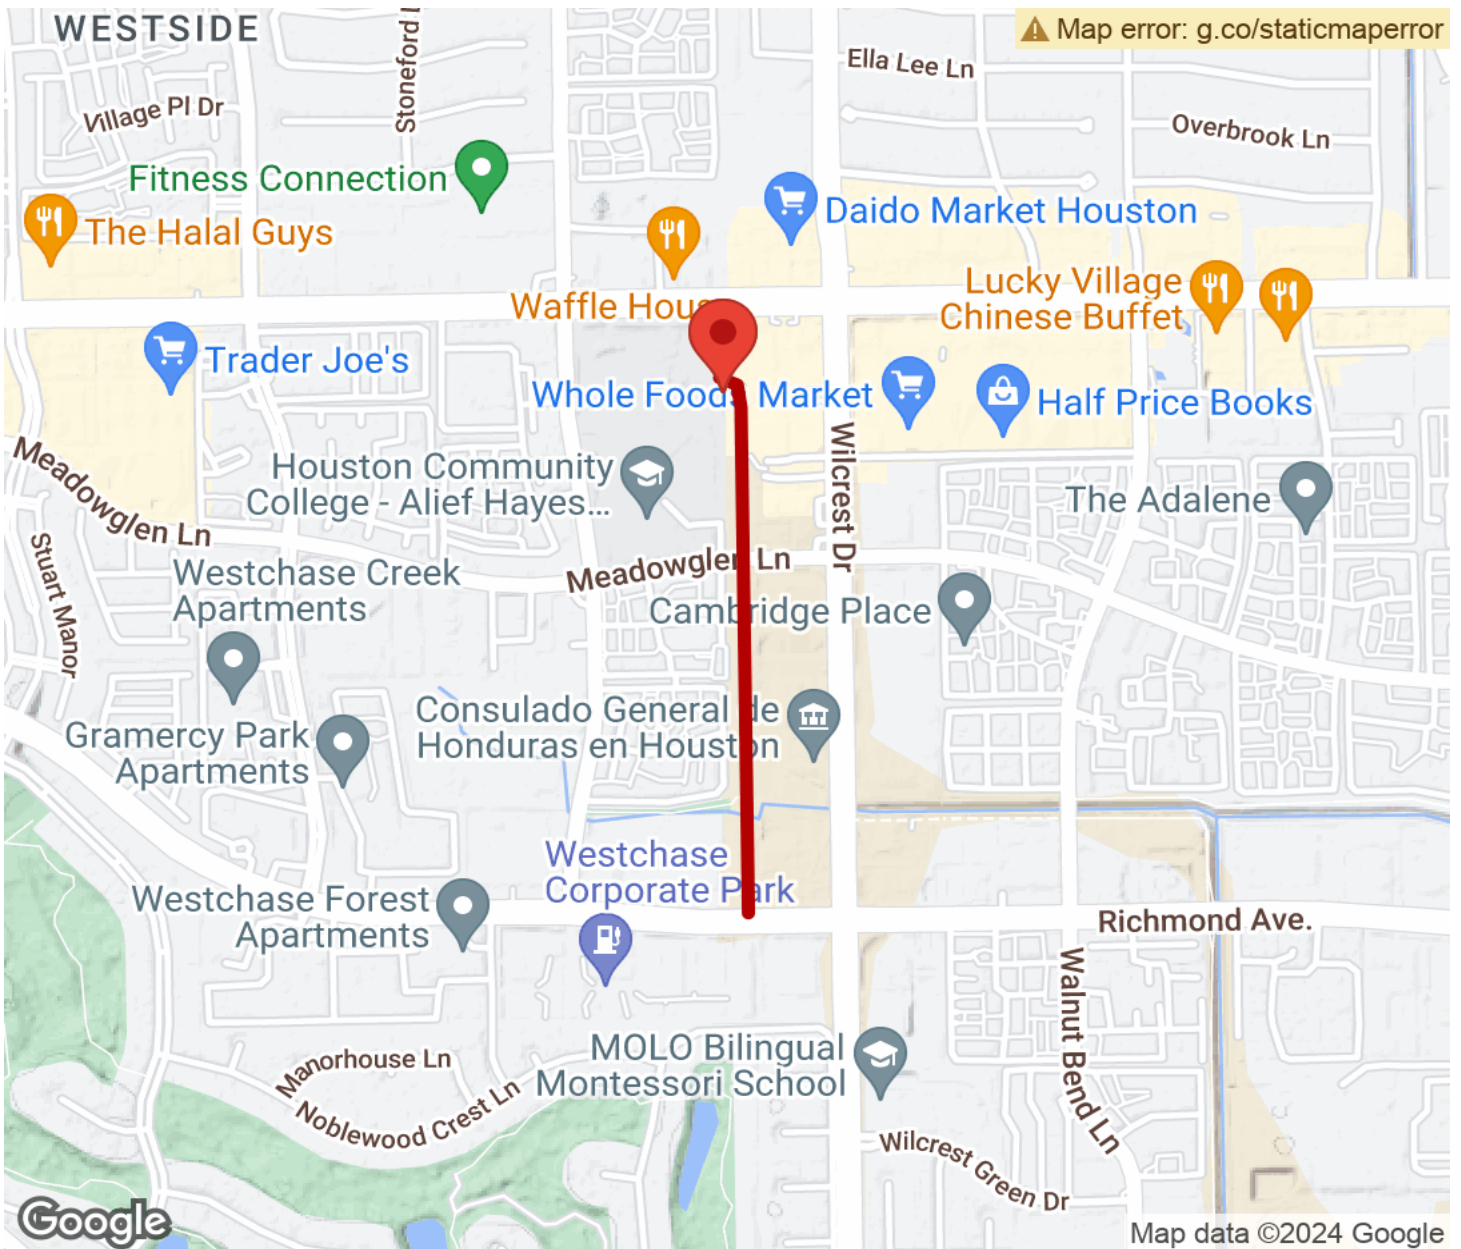 WESTSIDE
Map error: g.co/staticmaperror
Ella Lee Ln
Village Pl Dr
Stoneford
Overbrook Ln
Fitness Connection
The Halal Guys
Daido Market Houston
Waffle
Lucky Village
Chinese Buffet
Trader Joe's
Whole Foods Market
Half Price Books
Wilcrest Dr
Meadowglen Ln
Houston Community
College - Alief Hayes...
The Adalene
Stuart Manor
Westchase Creek
Apartments
Meadowglen Ln
Cambridge Place
Consulado General de
Honduras en Houston
Gramercy Park
Apartments
Westchase
Corporate Park
Westchase Forest
Apartments
Richmond Ave.
Walnut Bend Ln
MOLO Bilingual
Montessori School
Manorhouse Ln
Noblewood Crest Ln
Wilcrest Green Dr
Google
Map data ©2024 Google